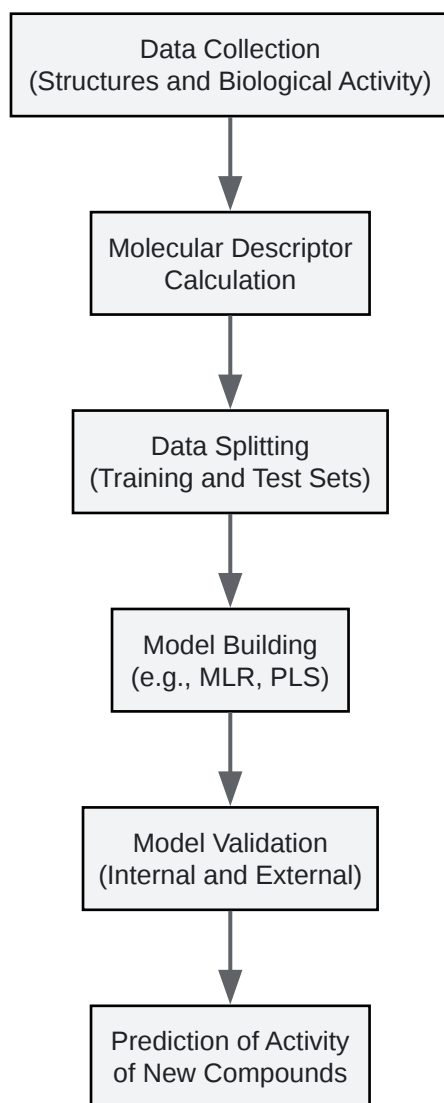 Data Collection
(Structures and Biological Activity)
Molecular Descriptor
Calculation
Data Splitting
(Training and Test Sets)
Model Building
(e.g., MLR, PLS)
Model Validation
(Internal and External)
Prediction of Activity
of New Compounds